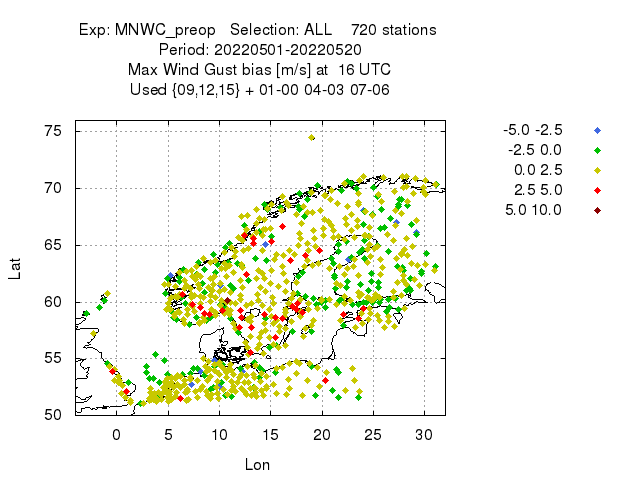 Exp: MNWC_preop   Selection: ALL    720 stations
Period: 20220501-20220520
Max Wind Gust bias [m/s] at  16 UTC
Used {09,12,15} + 01-00 04-03 07-06
-5.0 -2.5
-2.5 0.0
0.0 2.5
2.5 5.0
5.0 10.0
75
70
65
60
55
50
Lat
0 5 10 15 20 25 30
Lon